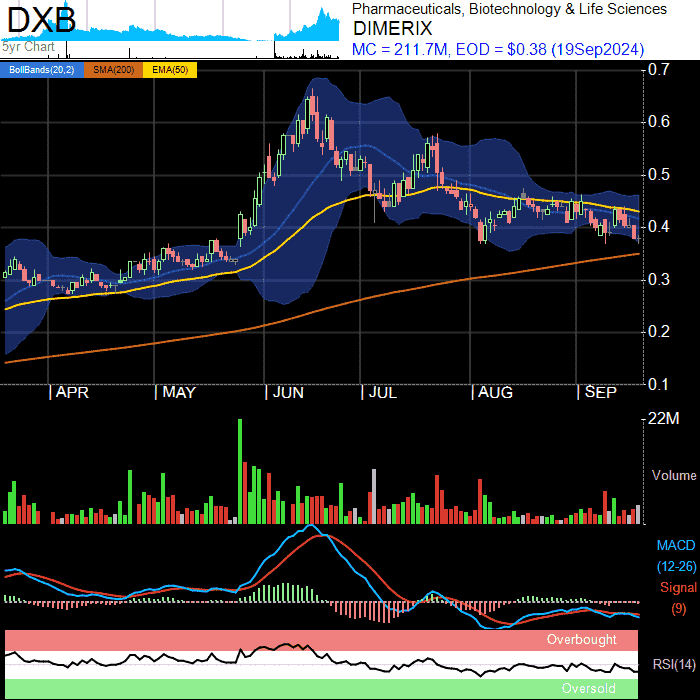 DXB
5yr Chart
Pharmaceuticals, Biotechnology & Life Sciences
DIMERIX
MC = 211.7M, EOD = $0.38 (19Sep2024)
BollBands(20,2) SMA(200) EMA(50)
0.7
0.6
0.5
0.4
0.3
0.2
0.1
APR MAY JUN JUL AUG SEP
22M
Volume
MACD
(12-26)
Signal
(9)
Overbought
RSI(14)
Oversold